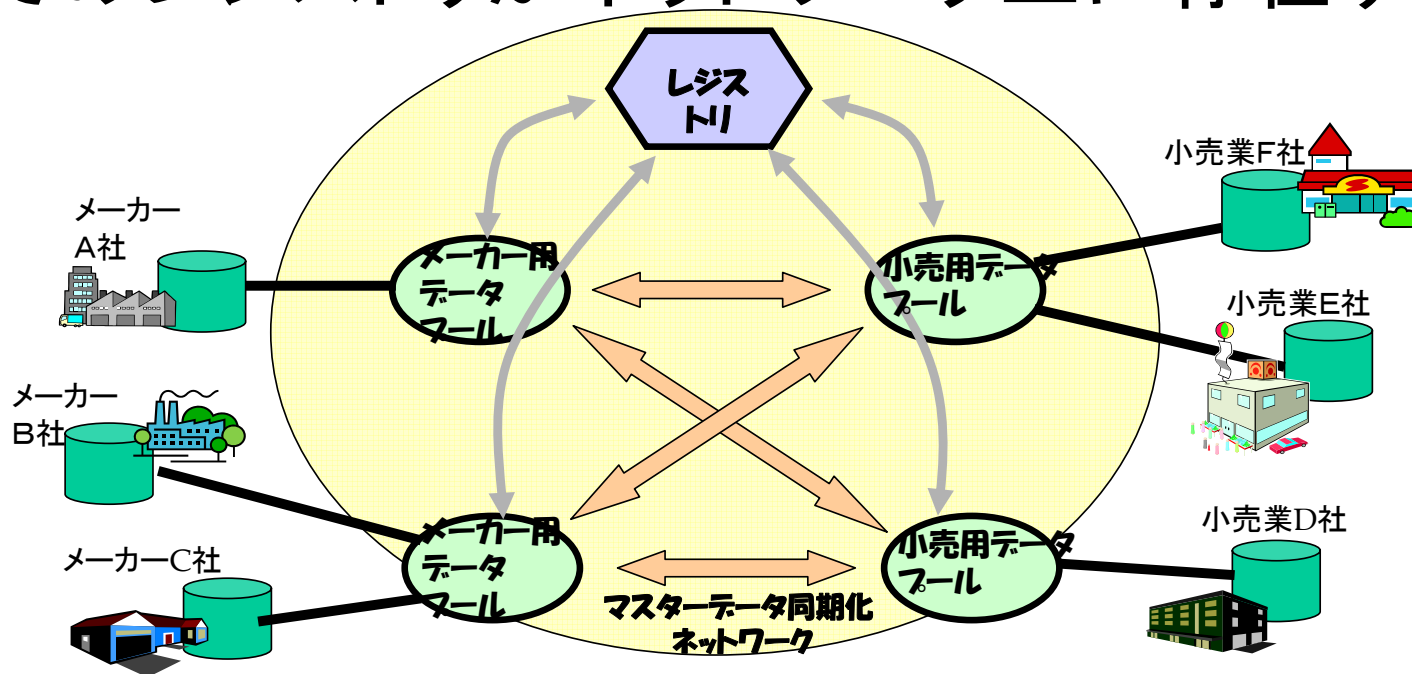 レジス
トリ
小売業F社
メーカー
A社
メーカー用
データ
プール
小売用データ
プール
小売業E社
メーカー
B社
小売業D社
メーカー用
データ
プール
小売用データ
プール
メーカーC社
マスターデータ同期化
ネットワーク